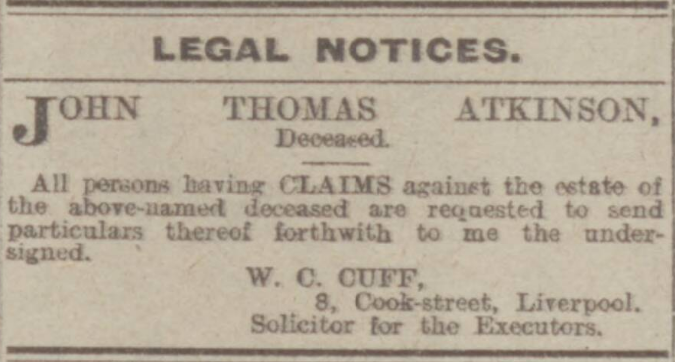 LEGAL NOTICES.
JOHN THOMAS ATKINSON,
Deceased.
All persons having CLAIMS against the estate of
the above-named deceased are requested to send
particulars thereof forthwith to me the under-
signed.
W. C. CUFF,
8, Cook-street, Liverpool.
Solicitor for the Executors.